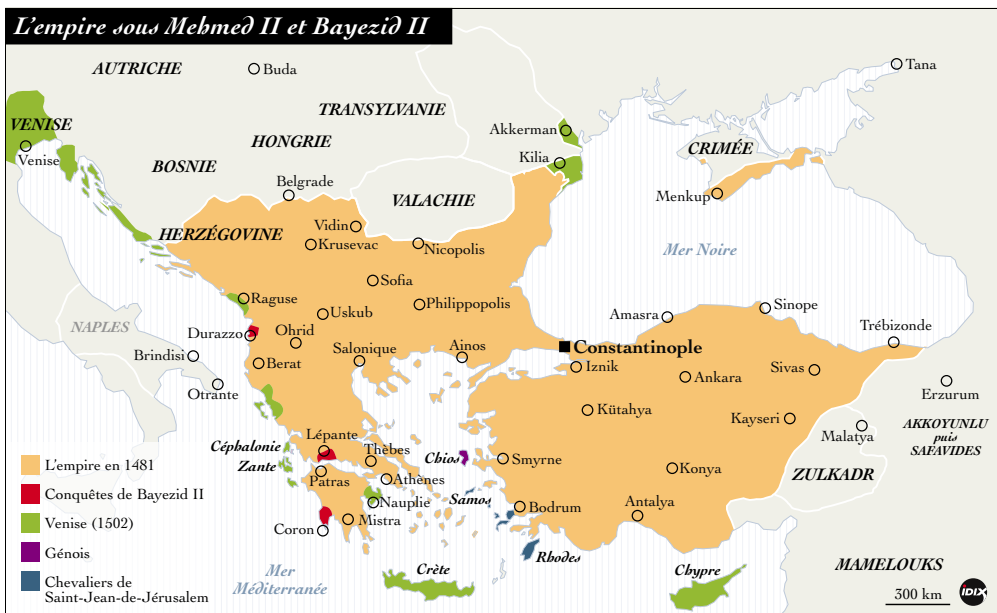 L'empire sous Mehmed II et Bayezid II
AUTRICHE
Buda
Tana
TRANSYLVANIE
VENISE
Akkerman
HONGRIE
Venise
CRIMÉE
Kilia
BOSNIE
Belgrade
VALACHIE
Menkup
Vidin
HERZÉGOVINE
Krusevac
Nicopolis
Mer Noire
Sofia
Raguse
Philippopolis
Uskub
Sinope
Amasra
NAPLES
Durazzo
Ohrid
Trébizonde
Constantinople
Brindisi
Berat
Salonique
Ainos
Iznik
Ankara
Sivas
Otrante
Erzurum
Kütahya
Kayseri
AKKOYUNLU
puis
SAFAVIDES
Malatya
Céphalonie
Lépante
Thèbes
Chios
Smyrne
Zante
Konya
ZULKADR
Patras
Athènes
Samos
Nauplie
Bodrum
Antalya
Coron
Mistra
Rhodes
Mer
Méditerranée
Crète
Chypre
MAMELOUKS
L'empire en 1481
Conquêtes de Bayezid II
Venise (1502)
Génois
Chevaliers de
Saint-Jean-de-Jérusalem
300 km
IDIX